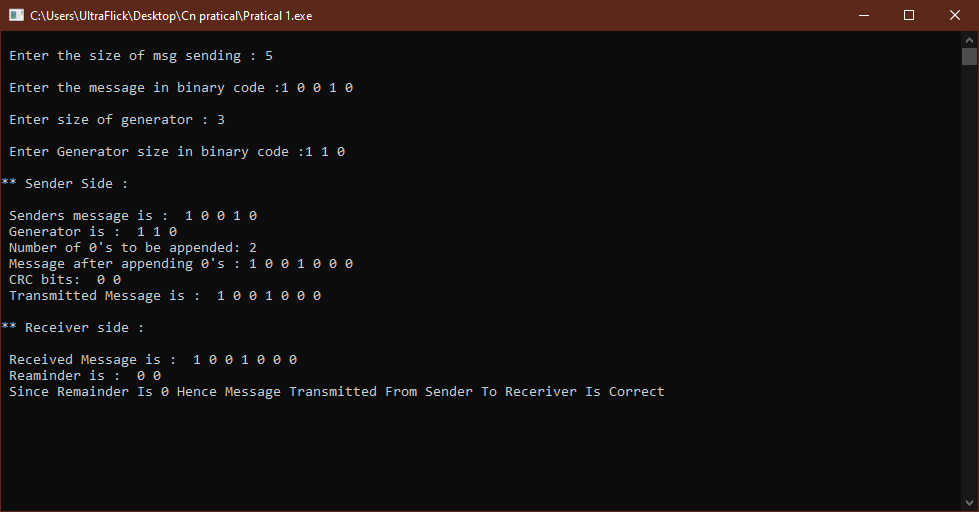 C:\Users\UltraFlick\Desktop\Cn pratical\Pratical 1.exe
Enter the size of msg sending : 5
Enter the message in binary code :1 0 0 1 0
Enter size of generator : 3
Enter Generator size in binary code :1 1 0
** Sender Side :
Senders message is :  1 0 0 1 0
Generator is :  1 1 0
Number of 0's to be appended: 2
Message after appending 0's : 1 0 0 1 0 0 0
CRC bits:  0 0
Transmitted Message is :  1 0 0 1 0 0 0
** Receiver side :
Received Message is :  1 0 0 1 0 0 0
Reaminder is :  0 0
Since Remainder Is 0 Hence Message Transmitted From Sender To Receriver Is Correct